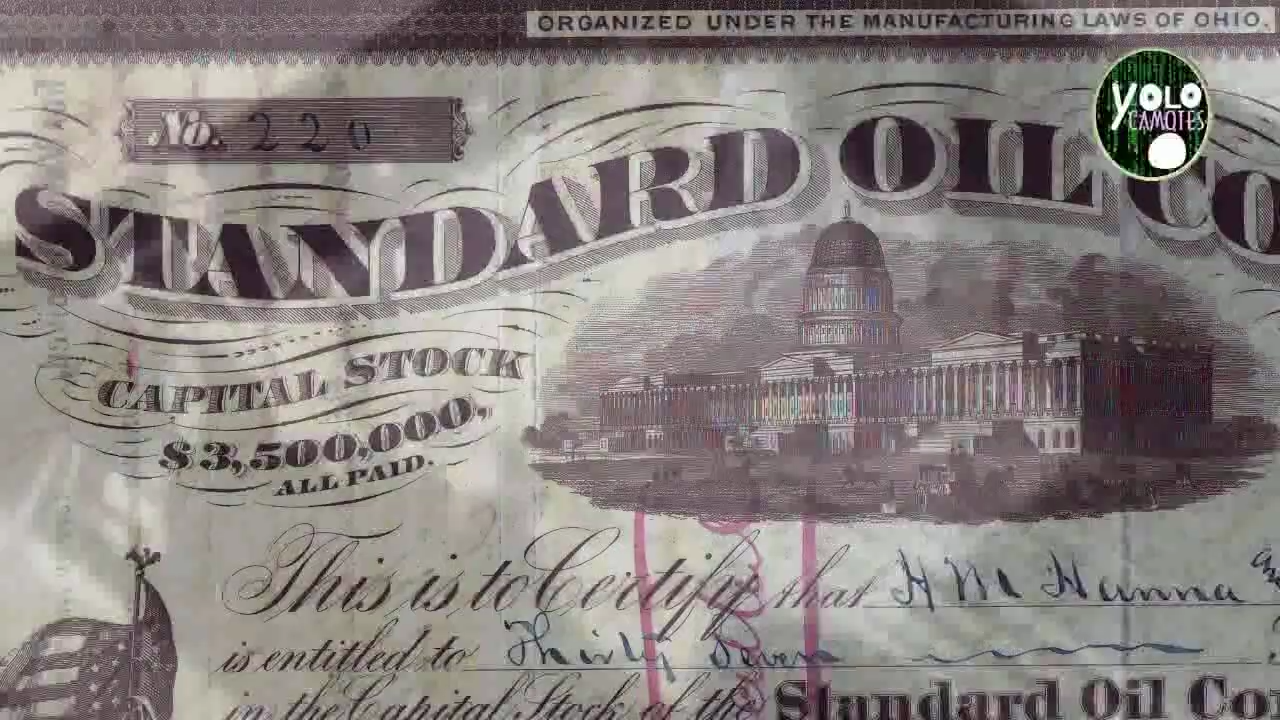 ORGANIZED UNDER THE MANUFACTURING LAWS OF OHIO.
YOLO
CAMOTES
No. 220
STANDARD OIL CO
CAPITAL STOCK
$3,500,000.
ALL PAID.
This is to Certify that H M Hanna
is entitled to Thirty Seven
in the Capital Stock of the Standard Oil Co